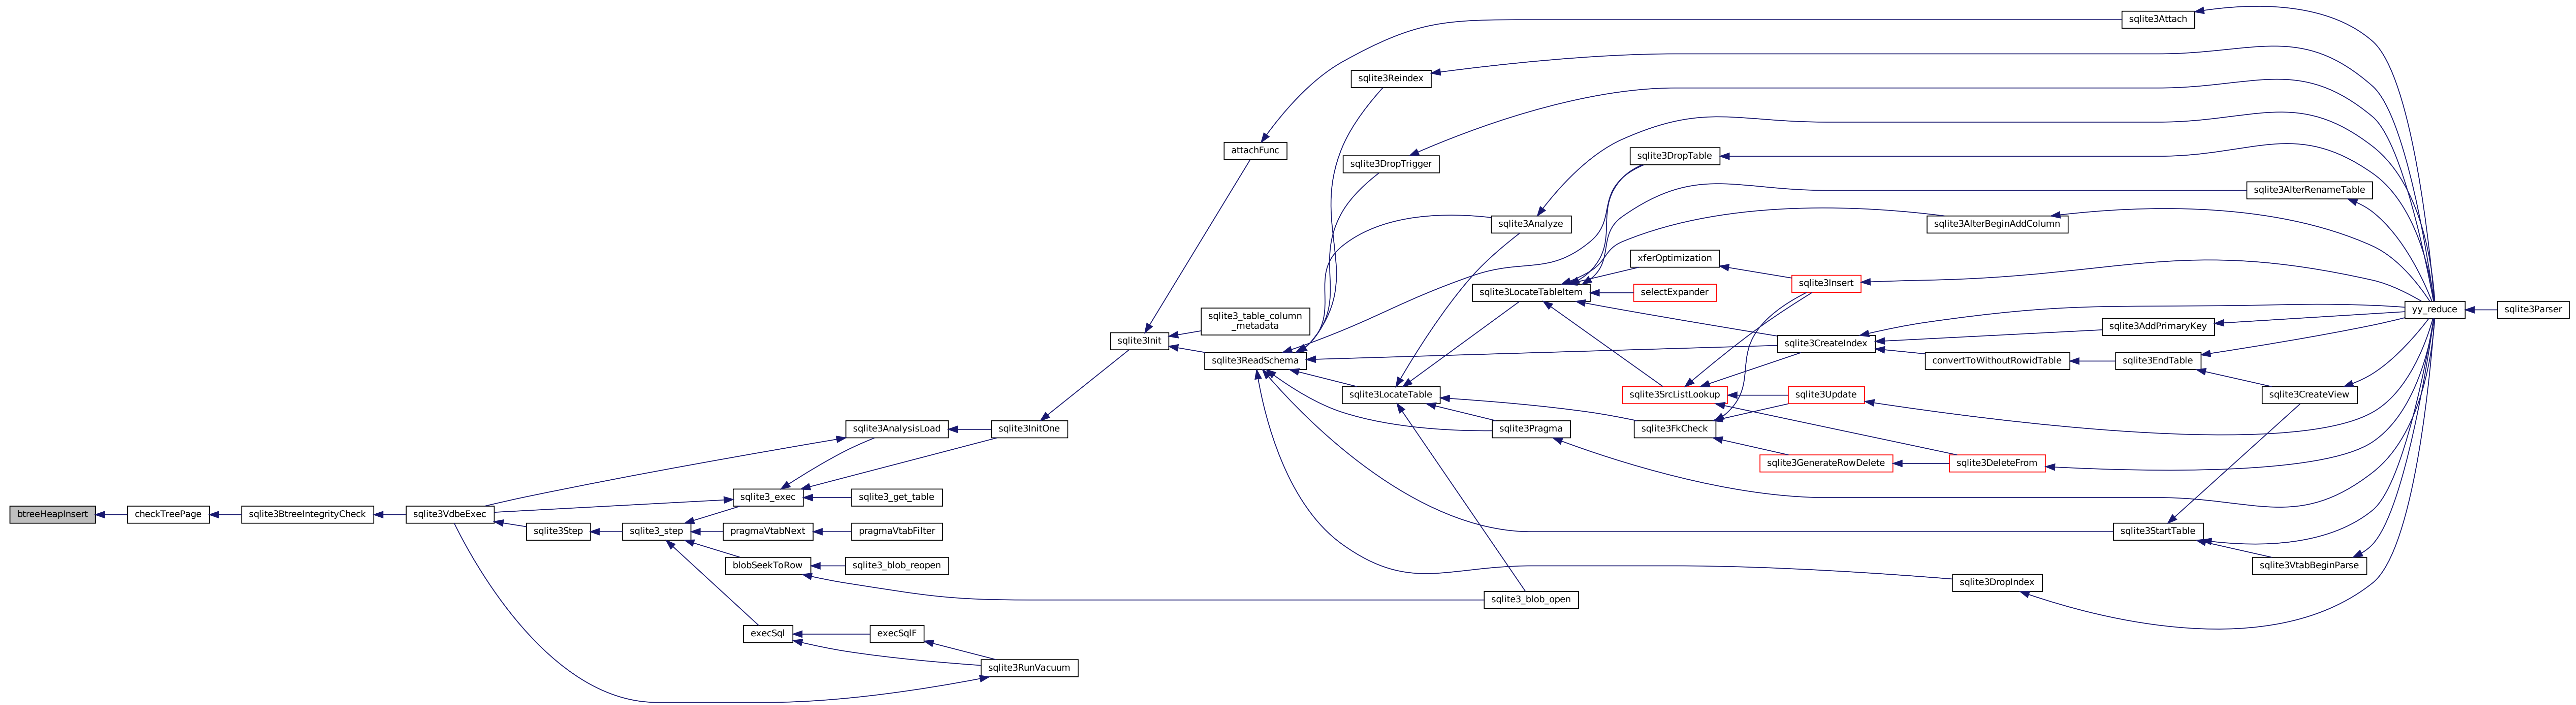 btreeHeapInsert
checkTreePage
sqlite3BtreeIntegrityCheck
sqlite3VdbeExec
sqlite3AnalysisLoad
sqlite3_exec
sqlite3Step
sqlite3_step
sqlite3_get_table
pragmaVtabNext
pragmaVtabFilter
blobSeekToRow
sqlite3_blob_reopen
execSql
execSqlF
sqlite3RunVacuum
sqlite3InitOne
sqlite3Init
attachFunc
sqlite3_table_column
_metadata
sqlite3ReadSchema
sqlite3Reindex
sqlite3DropTrigger
sqlite3LocateTable
sqlite3Analyze
sqlite3LocateTableItem
sqlite3Pragma
sqlite3_blob_open
sqlite3DropTable
xferOptimization
selectExpander
sqlite3SrcListLookup
sqlite3FkCheck
sqlite3Insert
sqlite3CreateIndex
sqlite3Update
sqlite3GenerateRowDelete
sqlite3AlterBeginAddColumn
convertToWithoutRowidTable
sqlite3DeleteFrom
sqlite3DropIndex
sqlite3Attach
sqlite3AlterRenameTable
sqlite3AddPrimaryKey
sqlite3EndTable
sqlite3CreateView
sqlite3StartTable
sqlite3VtabBeginParse
yy_reduce
sqlite3Parser